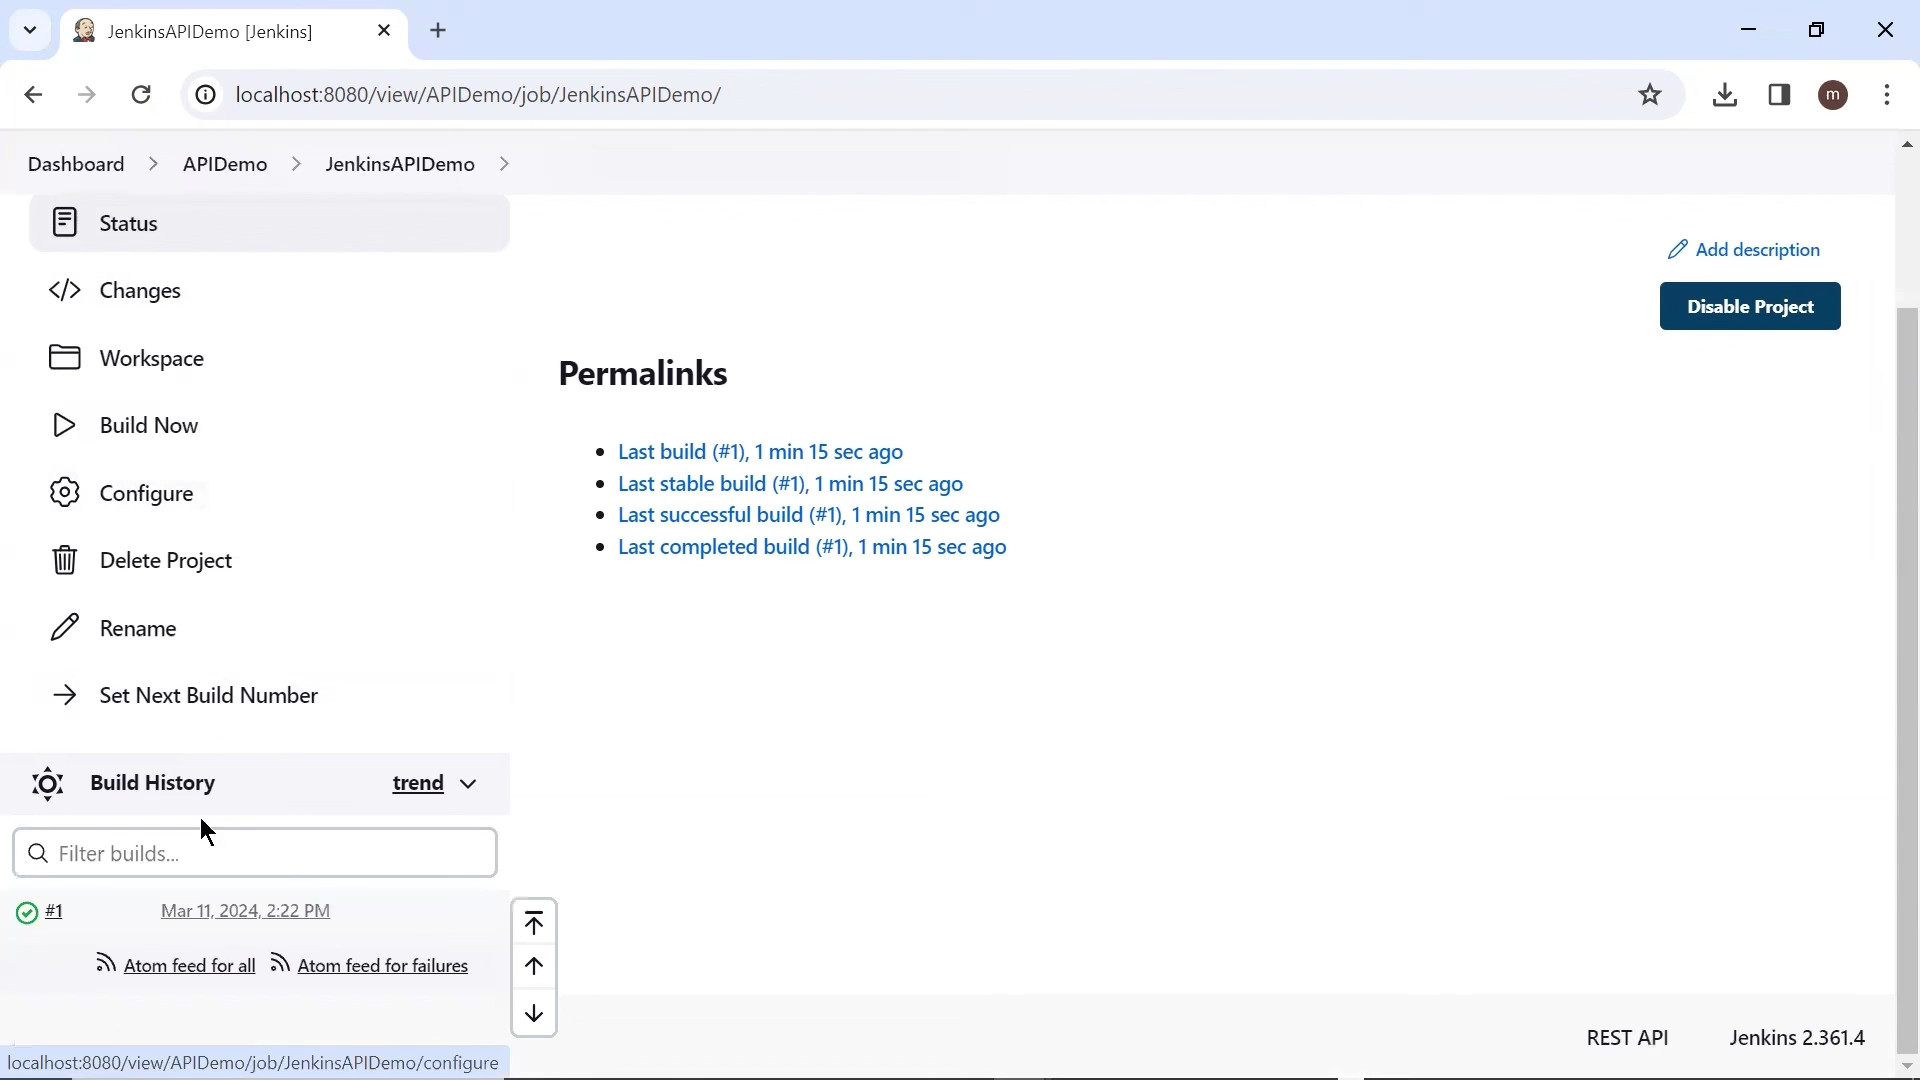 JenkinsAPIDemo [Jenkins]
localhost:8080/view/APIDemo/job/JenkinsAPIDemo/
m
Dashboard APIDemo JenkinsAPIDemo
Status
Changes
Workspace
Build Now
Configure
Delete Project
Rename
Set Next Build Number
Add description
Disable Project
Permalinks
Last build (#1), 1 min 15 sec ago
Last stable build (#1), 1 min 15 sec ago
Last successful build (#1), 1 min 15 sec ago
Last completed build (#1), 1 min 15 sec ago
Build History trend
Filter builds...
#1 Mar 11, 2024, 2:22 PM
Atom feed for all Atom feed for failures
REST API Jenkins 2.361.4
localhost:8080/view/APIDemo/job/JenkinsAPIDemo/configure